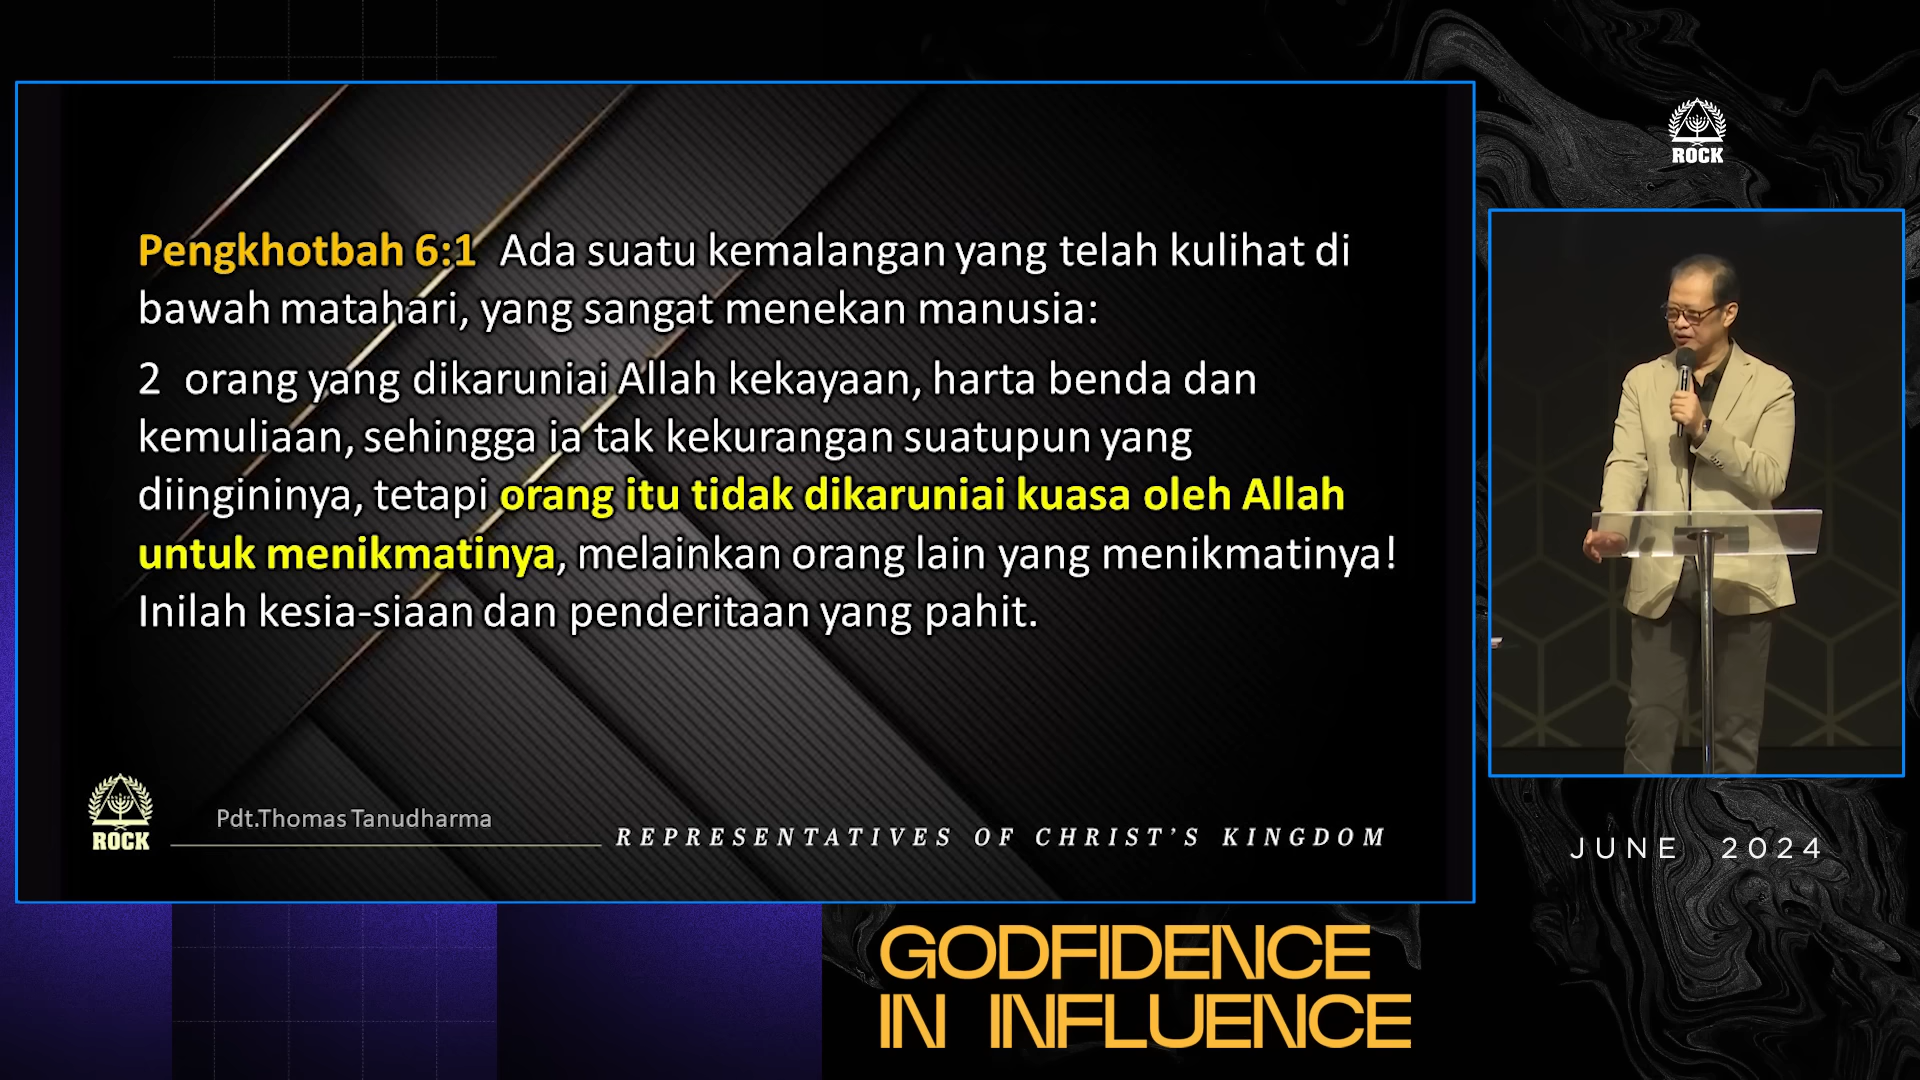 Pengkhotbah 6:1 Ada suatu kemalangan yang telah kulihat di
bawah matahari, yang sangat menekan manusia:
2 orang yang dikaruniai Allah kekayaan, harta benda dan
kemuliaan, sehingga ia tak kekurangan suatupun yang
diingininya, tetapi orang itu tidak dikaruniai kuasa oleh Allah
untuk menikmatinya, melainkan orang lain yang menikmatinya!
Inilah kesia-siaan dan penderitaan yang pahit.
ROCK
Pdt.Thomas Tanudharma
REPRESENTATIVES OF CHRIST'S KINGDOM
ROCK
JUNE 2024
GODFIDENCE
IN INFLUENCE